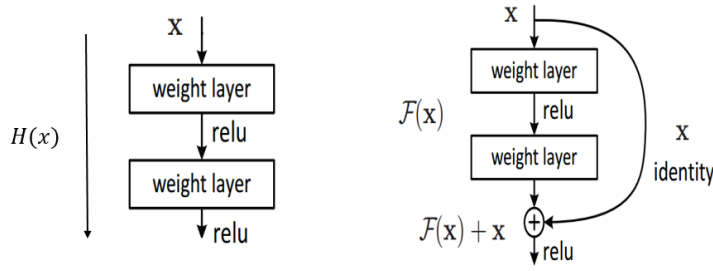 x
weight layer
relu
H(x)
weight layer
relu
x
weight layer
relu
F(x)
x
weight layer
identity
F(x) + x
+
relu